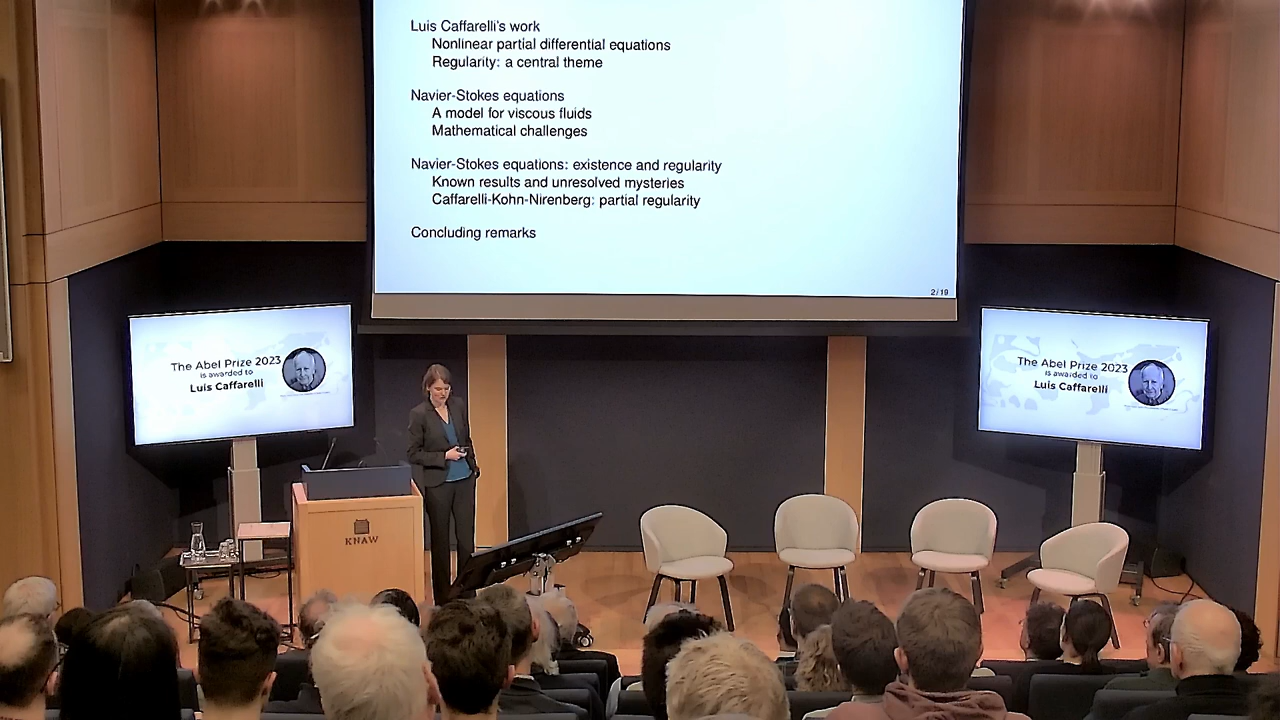 Luis Caffarelli's work
Nonlinear partial differential equations
Regularity: a central theme
Navier-Stokes equations
A model for viscous fluids
Mathematical challenges
Navier-Stokes equations: existence and regularity
Known results and unresolved mysteries
Caffarelli-Kohn-Nirenberg: partial regularity
Concluding remarks
2/19
The Abel Prize 2023
is awarded to
Luis Caffarelli
The Abel Prize 2023
is awarded to
Luis Caffarelli
KNAW